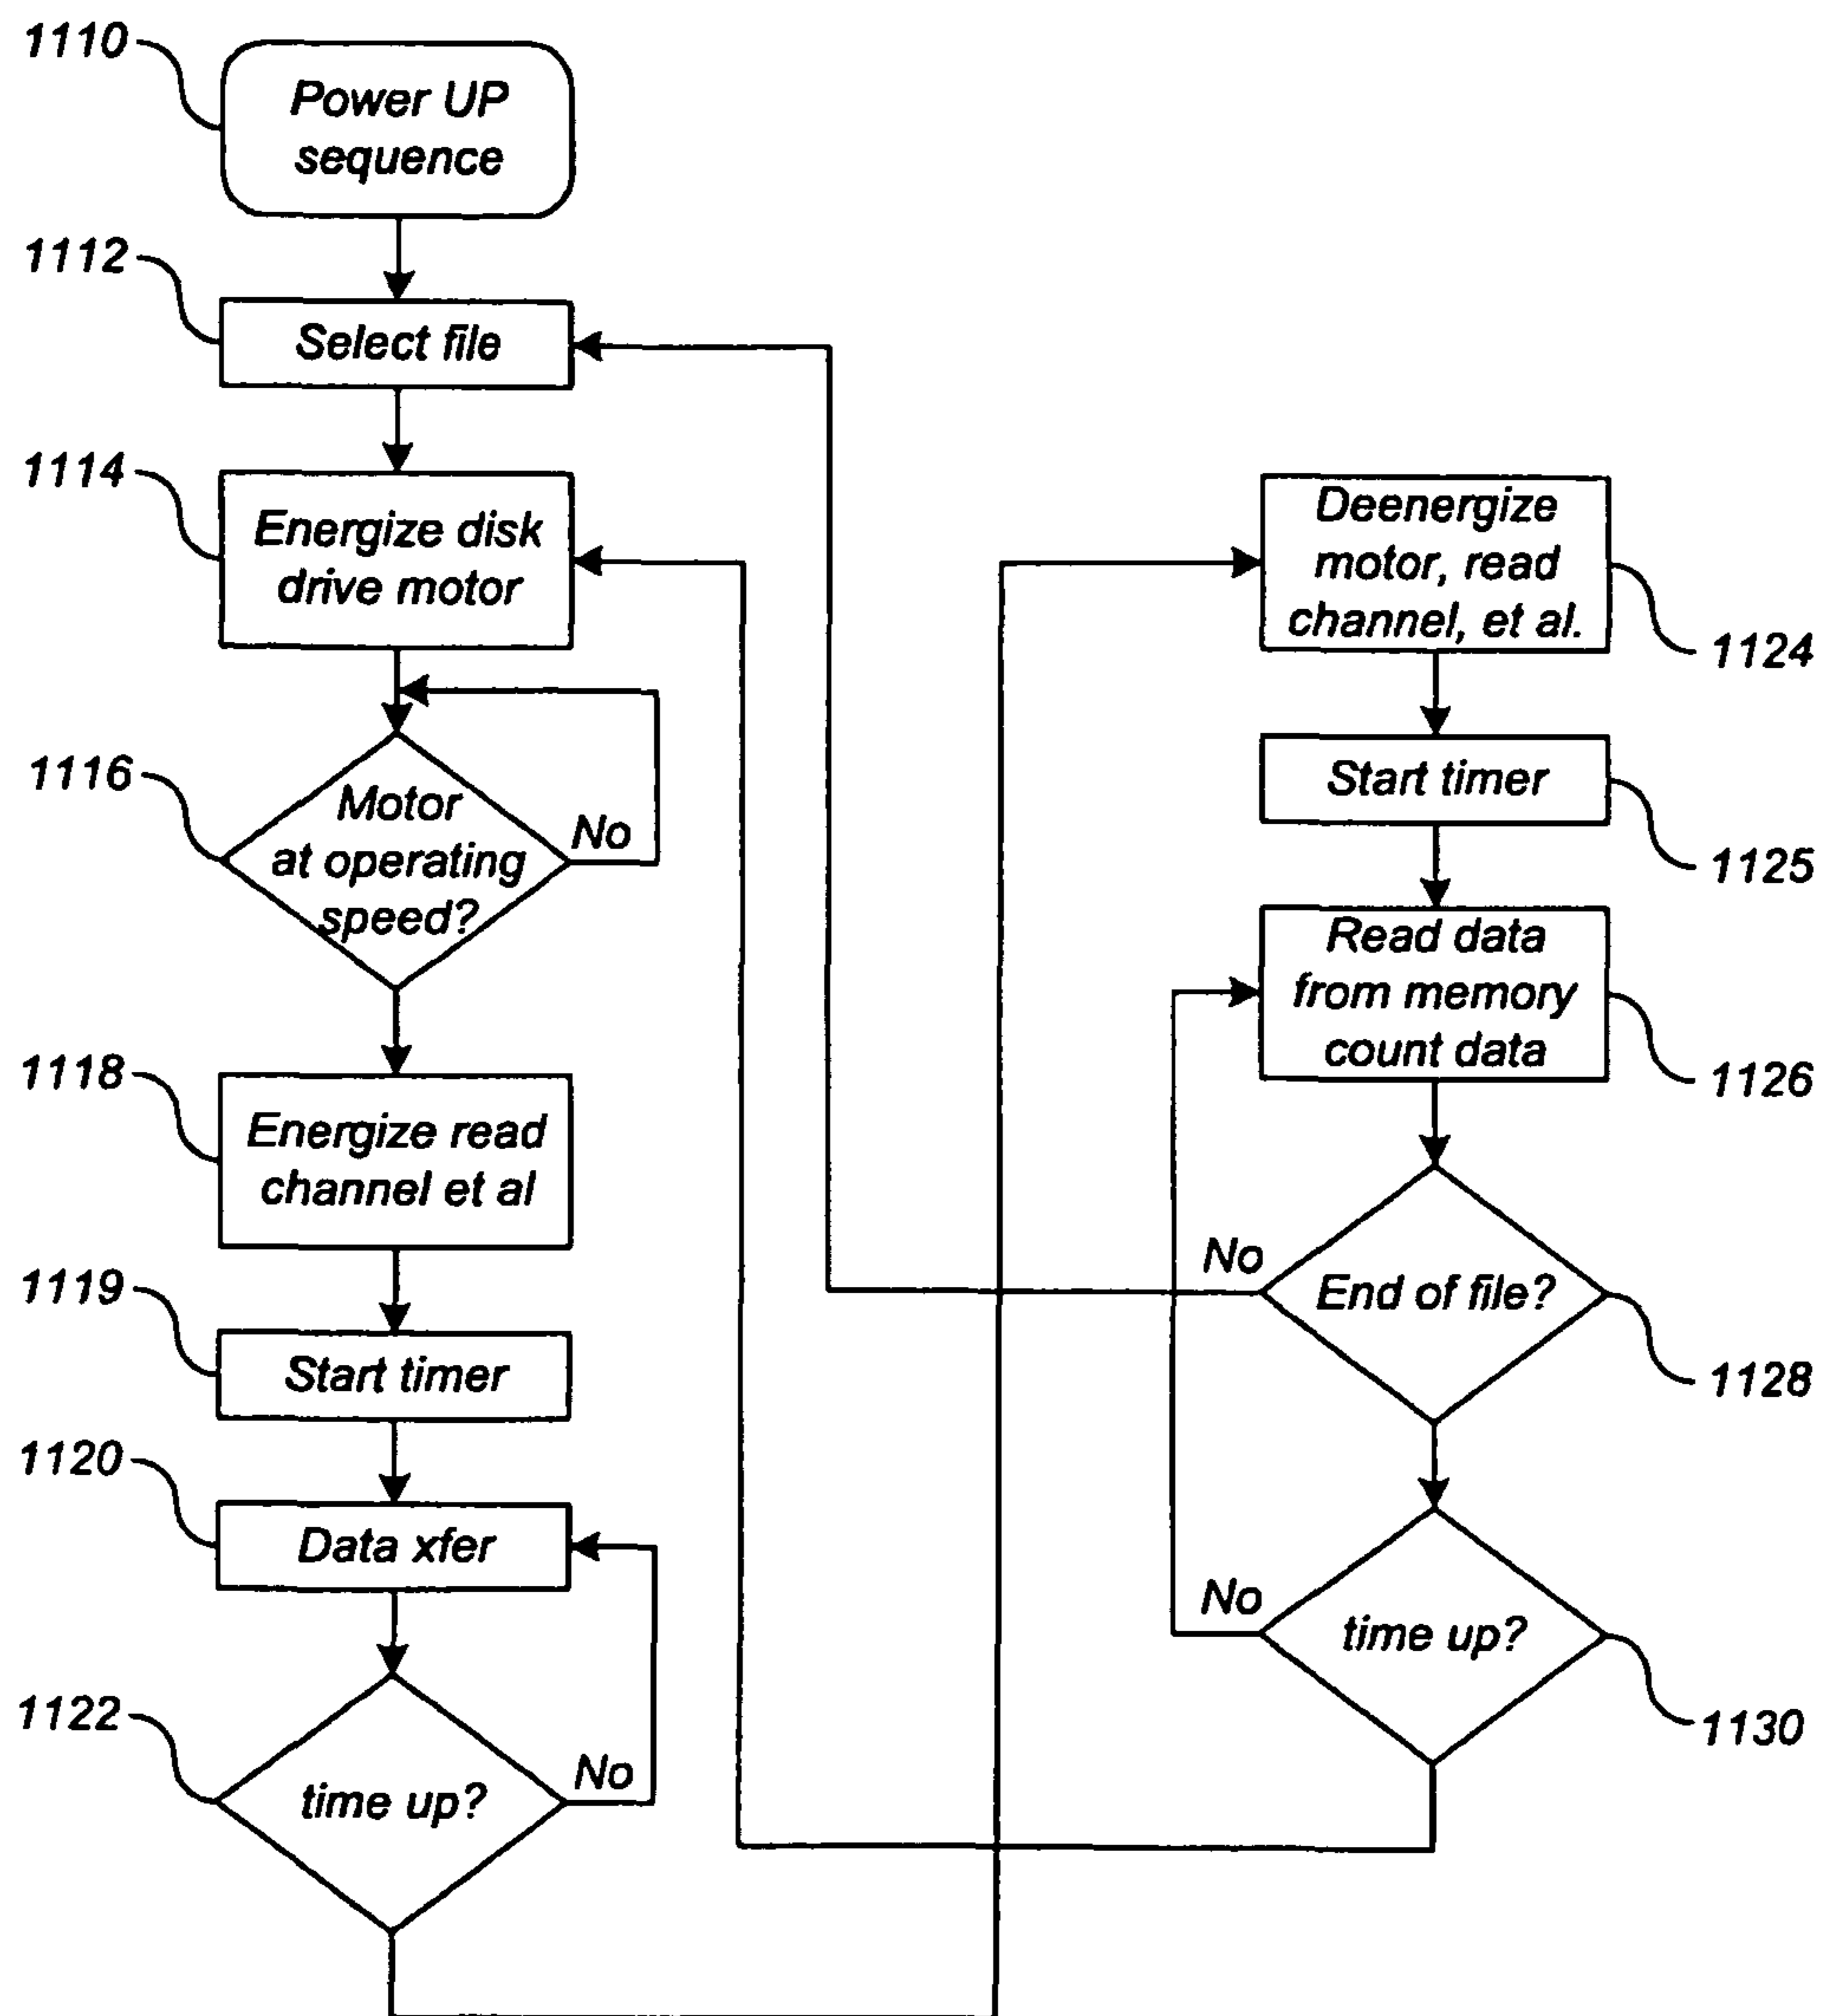 1110
Power UP
sequence
1112
Select file
1114
Energize disk
drive motor
1116
Motor
at operating
speed?
No
1118
Energize read
channel et al
1119
Start timer
1120
Data xfer
1122
time up?
No
Deenergize
motor, read
channel, et al.
1124
Start timer
1125
Read data
from memory
count data
1126
No
End of file?
1128
No
time up?
1130